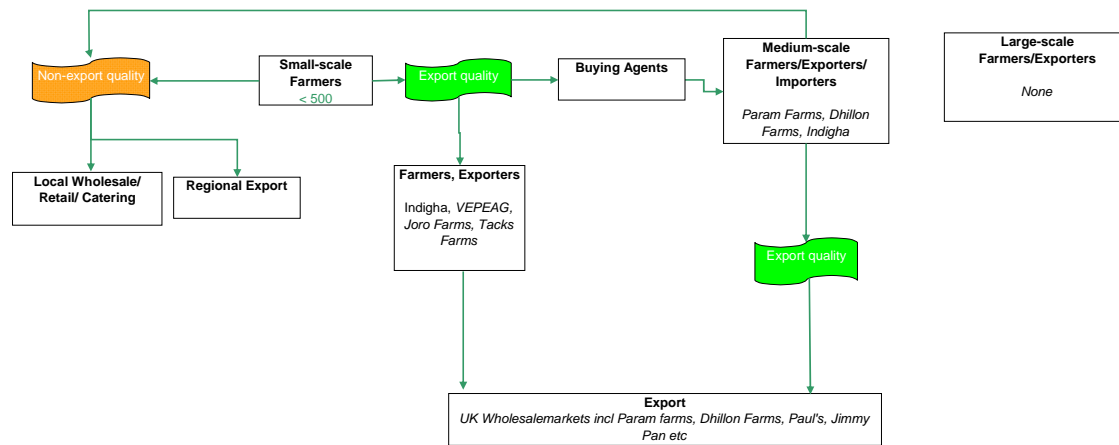 Non-export quality
Small-scale
Farmers
< 500
Export quality
Buying Agents
Medium-scale
Farmers/Exporters/
Importers
Param Farms, Dhillon
Farms, Indigha
Large-scale
Farmers/Exporters
None
Local Wholesale/
Retail/ Catering
Regional Export
Farmers, Exporters
Indigha, VEPEAG,
Joro Farms, Tacks
Farms
Export quality
Export
UK Wholesalemarkets incl Param farms, Dhillon Farms, Paul's, Jimmy
Pan etc